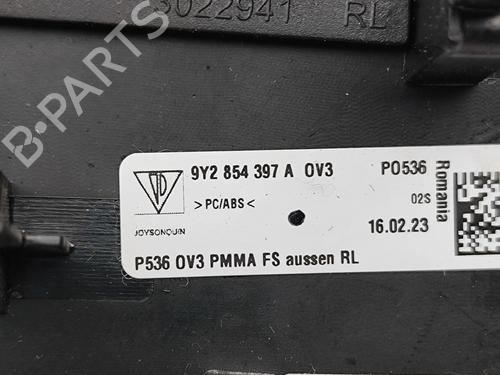 3022941 RL
9Y2 854 397 A OV3 PO536
>PC/ABS< 02S
JOYSONQUIN 16.02.23
Romania
P536 OV3 PMMA FS aussen RL
B-PARTS